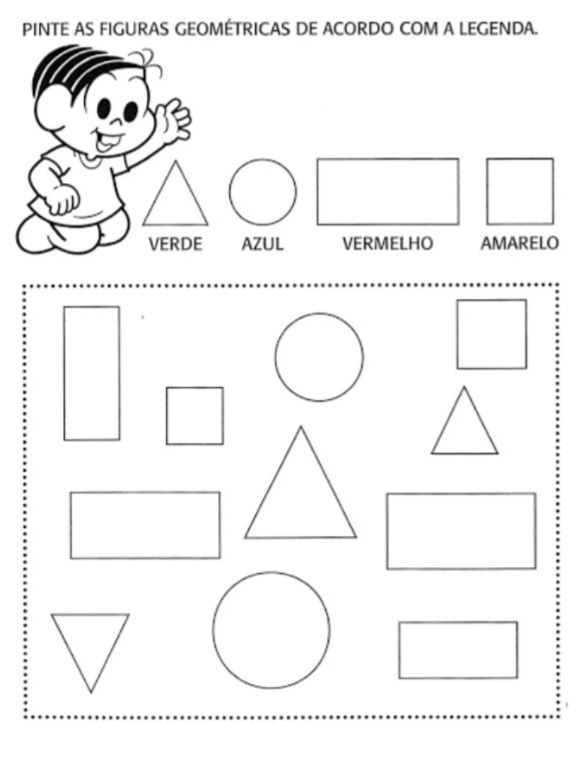 PINTE AS FIGURAS GEOMÉTRICAS DE ACORDO COM A LEGENDA.
VERDE AZUL VERMELHO AMARELO